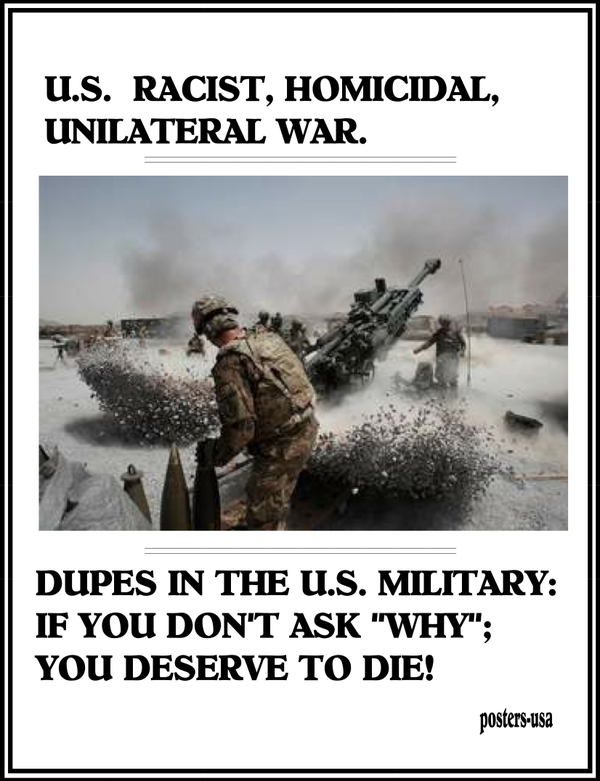 U.S. RACIST, HOMICIDAL,
UNILATERAL WAR.
DUPES IN THE U.S. MILITARY:
IF YOU DON'T ASK "WHY";
YOU DESERVE TO DIE!
posters-usa